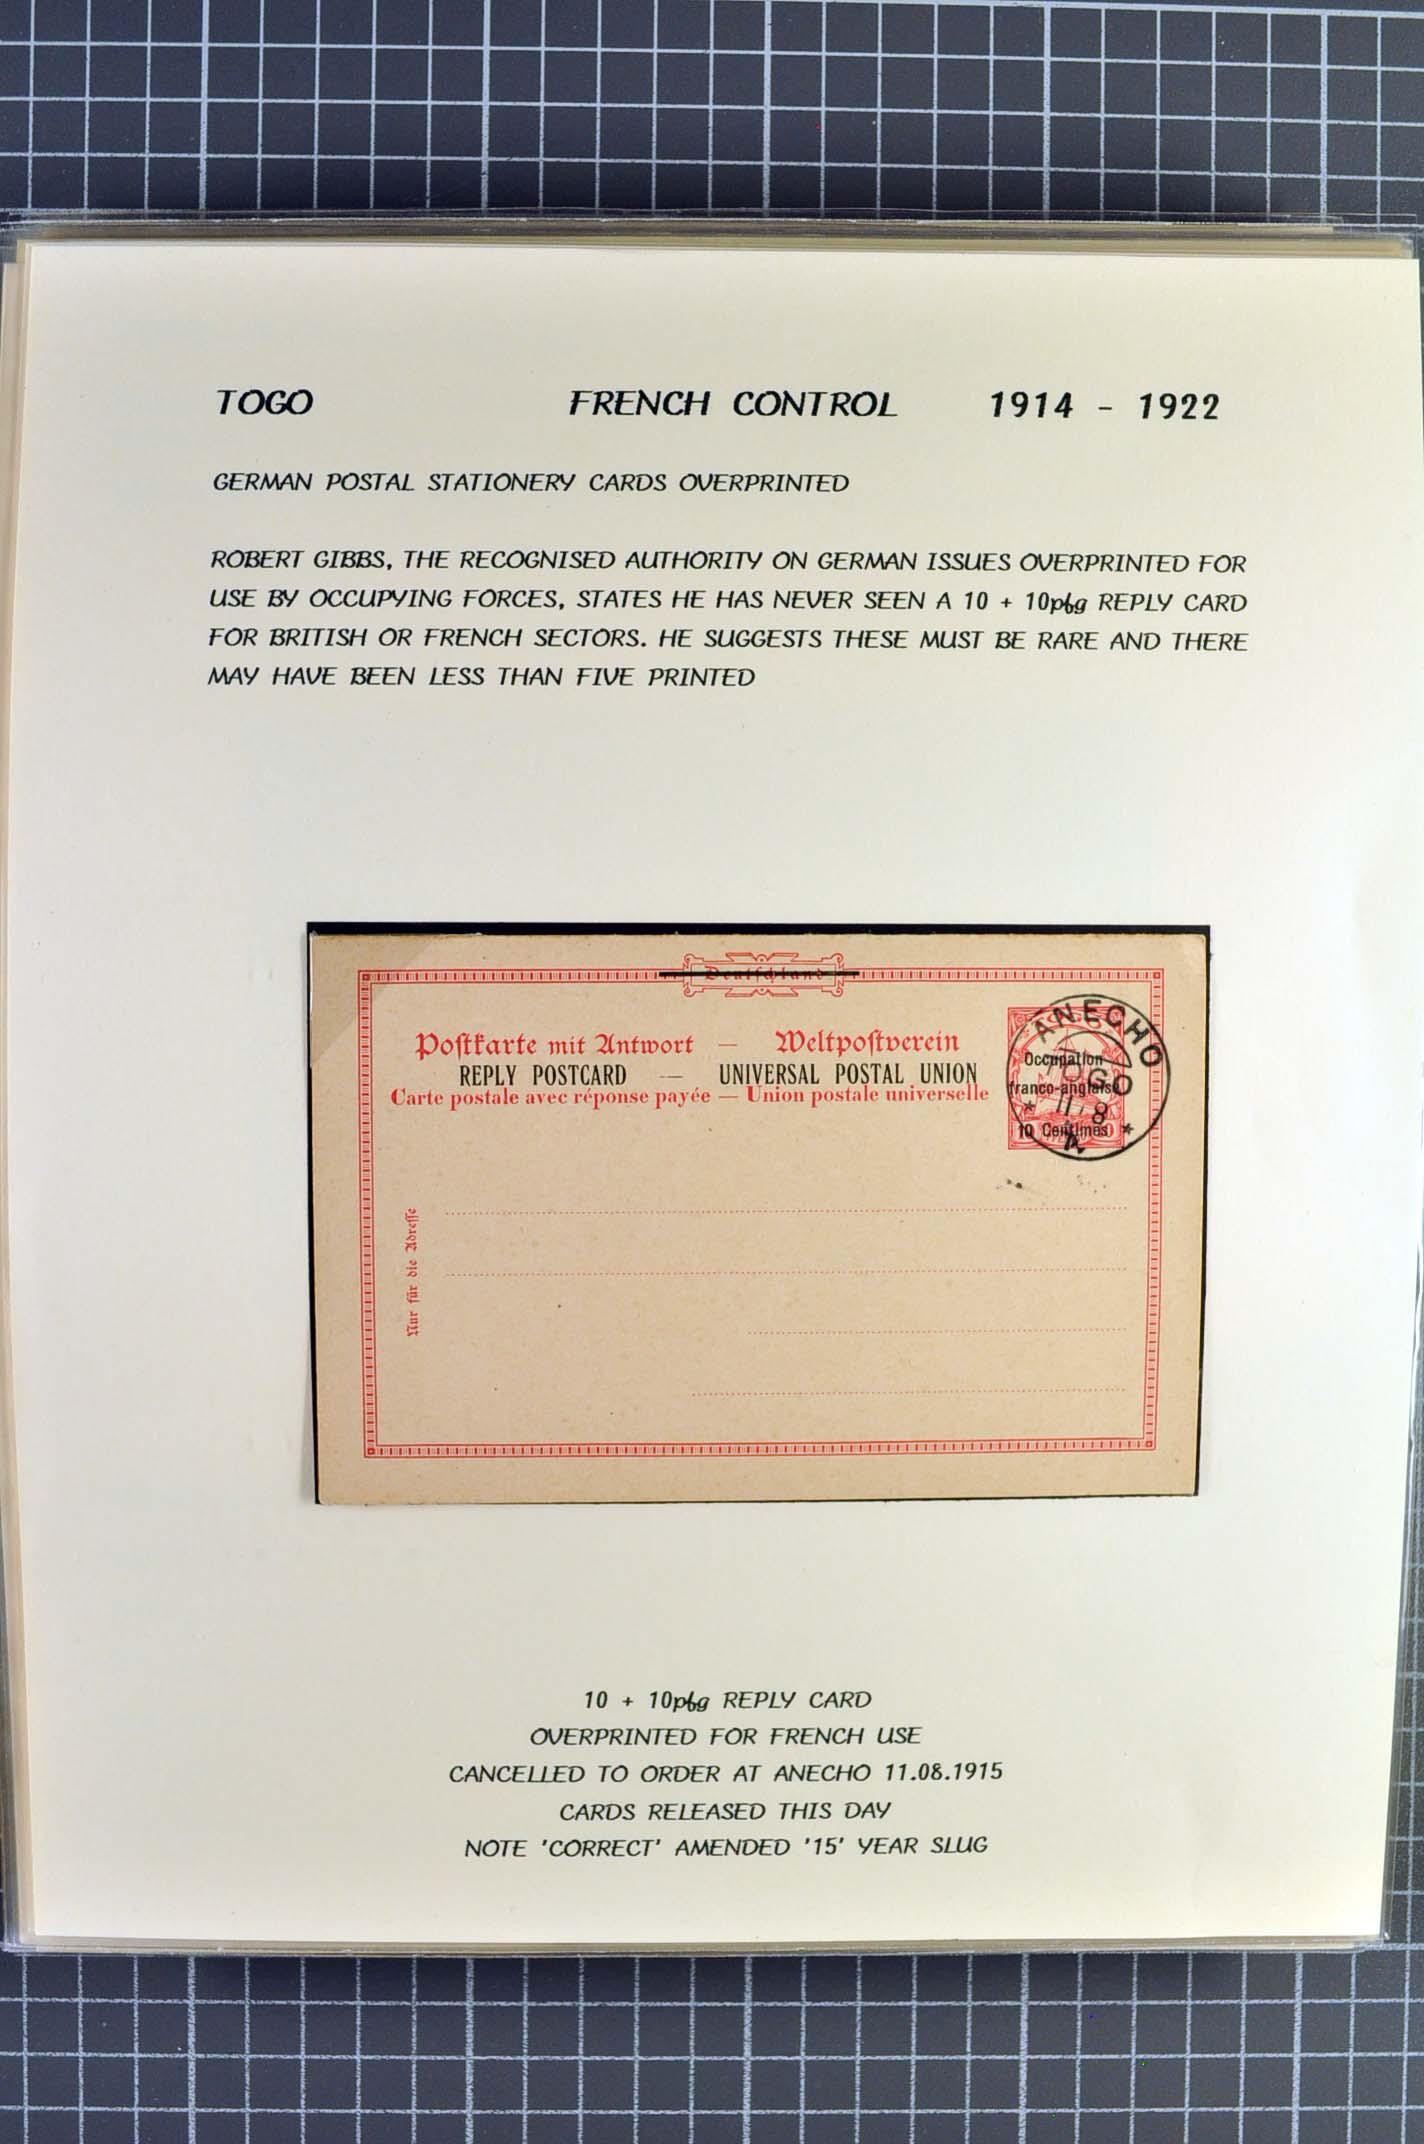 TOGO FRENCH CONTROL 1914 - 1922
GERMAN POSTAL STATIONERY CARDS OVERPRINTED
ROBERT GIBBS, THE RECOGNISED AUTHORITY ON GERMAN ISSUES OVERPRINTED FOR
USE BY OCCUPYING FORCES, STATES HE HAS NEVER SEEN A 10 + 10pfg REPLY CARD
FOR BRITISH OR FRENCH SECTORS. HE SUGGESTS THESE MUST BE RARE AND THERE
MAY HAVE BEEN LESS THAN FIVE PRINTED
Deutschland
Postkarte mit Antwort — Weltpostverein
REPLY POSTCARD — UNIVERSAL POSTAL UNION
Carte postale avec réponse payée — Union postale universelle
ANECHO
TOGO
11 8
Occupation
franco-anglaise
10 Centimes
Nur für die Adresse
10 + 10pfg REPLY CARD
OVERPRINTED FOR FRENCH USE
CANCELLED TO ORDER AT ANECHO 11.08.1915
CARDS RELEASED THIS DAY
NOTE 'CORRECT' AMENDED '15' YEAR SLUG